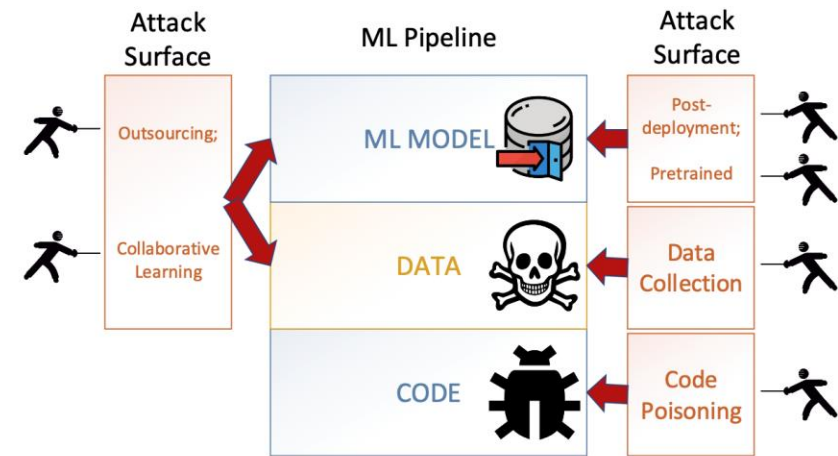 Attack
Surface
Outsourcing;
Collaborative
Learning
ML Pipeline
ML MODEL
DATA
CODE
Attack
Surface
Post-
deployment;
Pretrained
Data
Collection
Code
Poisoning